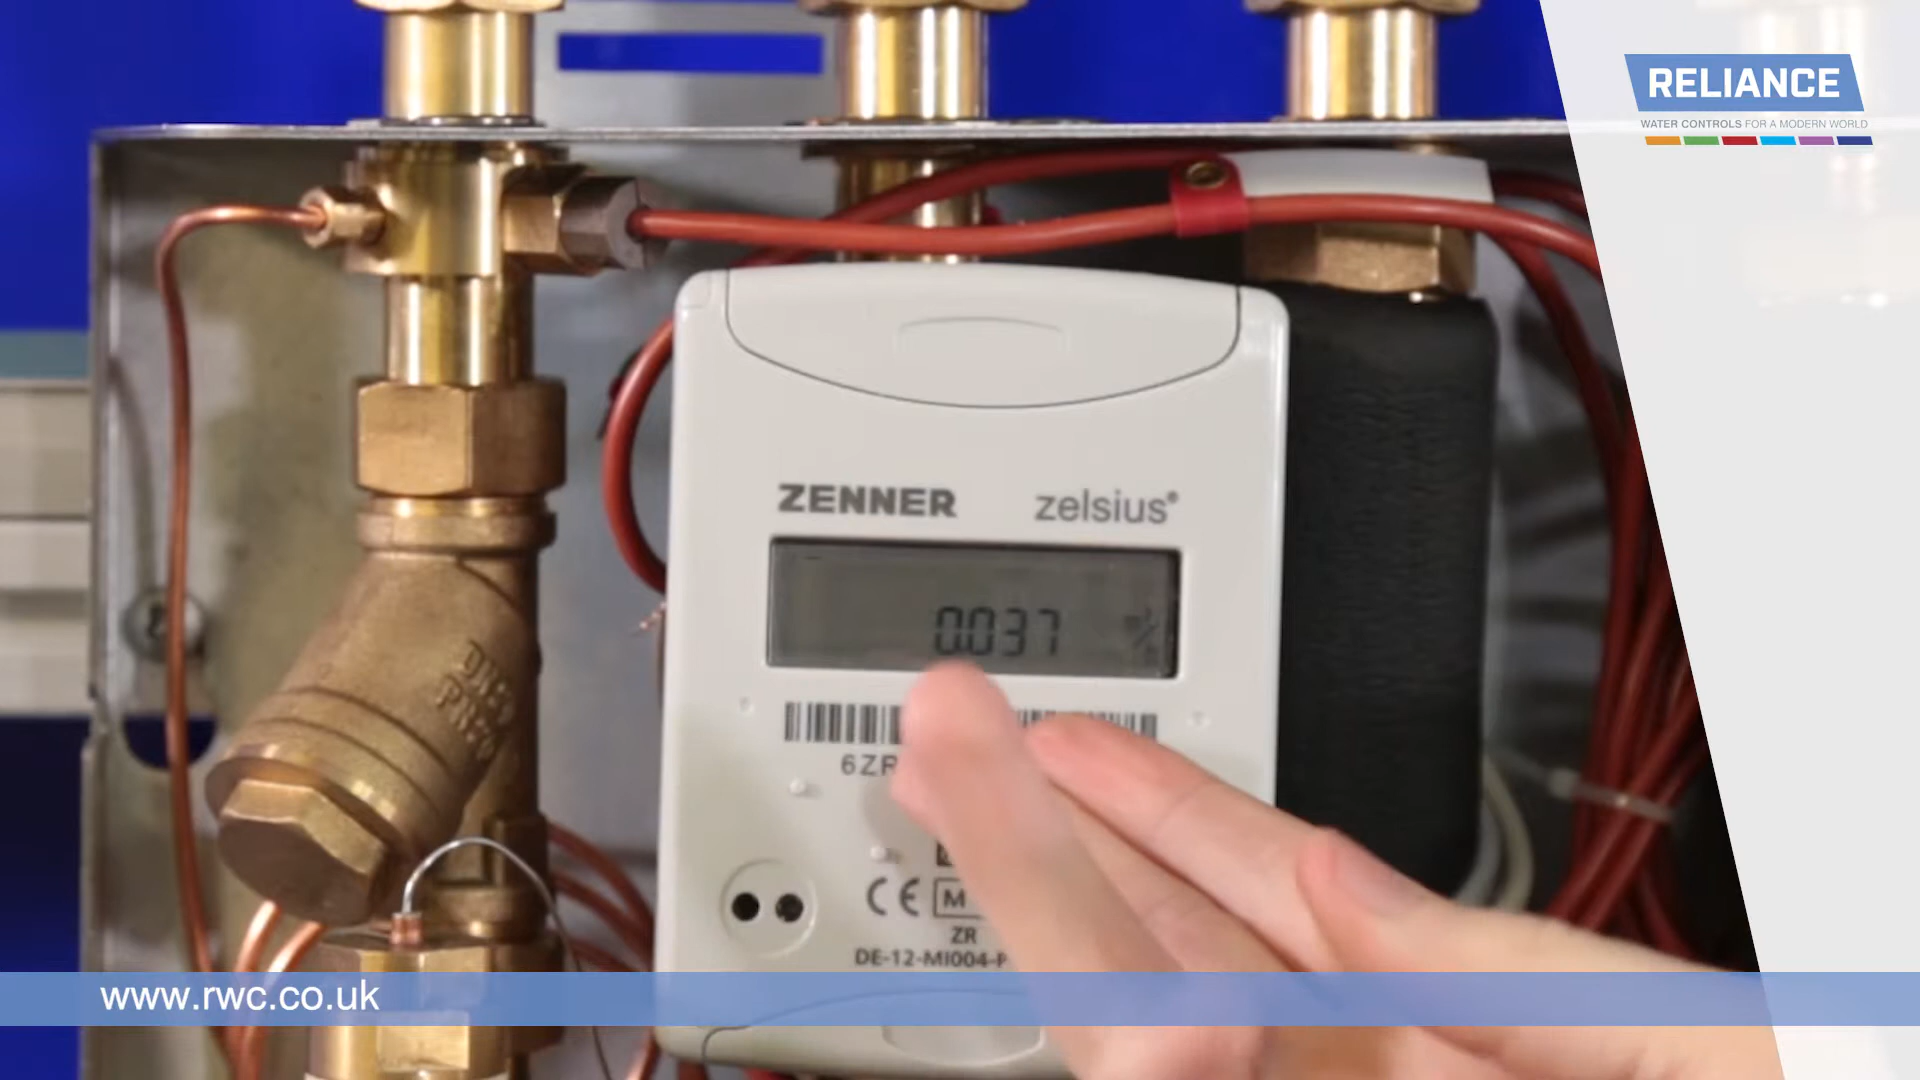 RELIANCE
WATER CONTROLS FOR A MODERN WORLD
ZENNER zelsius®
0.037
6ZR
CE M
ZR
DE-12-MI004-P
www.rwc.co.uk